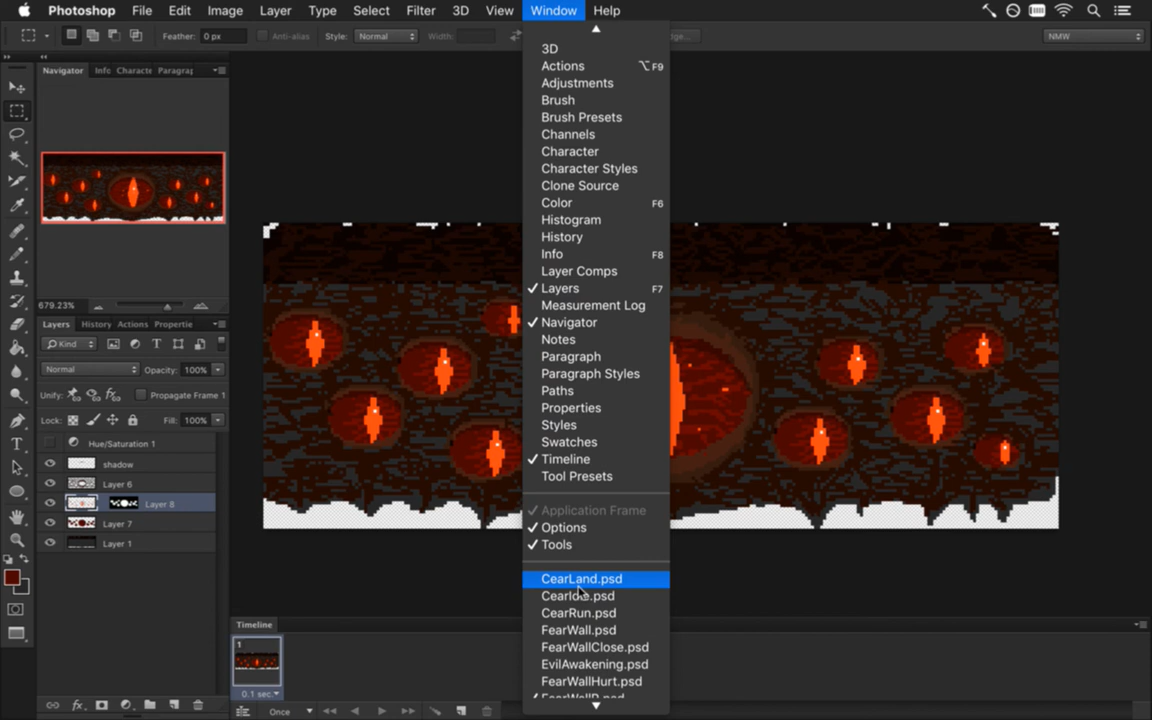 Photoshop File Edit Image Layer Type Select Filter 3D View Window Help
Feather: 0 px Anti-alias Style: Normal Width: NMW
Navigator Info Characte Paragrap
679.23%
Layers History Actions Propertie
Kind
Normal Opacity: 100%
Unify: Propagate Frame 1
Lock: Fill: 100%
Hue/Saturation 1
shadow
Layer 6
Layer 8
Layer 7
Layer 1
3D
Actions ⌥F9
Adjustments
Brush
Brush Presets
Channels
Character
Character Styles
Clone Source
Color F6
Histogram
History
Info F8
Layer Comps
Layers F7
Measurement Log
Navigator
Notes
Paragraph
Paragraph Styles
Paths
Properties
Styles
Swatches
Timeline
Tool Presets
Application Frame
Options
Tools
CearLand.psd
CearIdle.psd
CearRun.psd
FearWall.psd
FearWallClose.psd
EvilAwakening.psd
FearWallHurt.psd
Timeline
1
0.1 sec.
Once